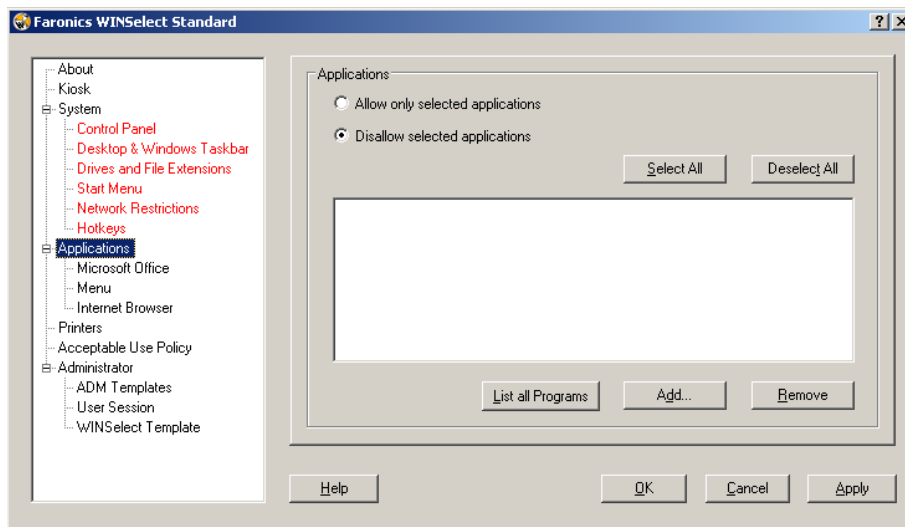 Faronics WINSelect Standard
About
Kiosk
System
Control Panel
Desktop & Windows Taskbar
Drives and File Extensions
Start Menu
Network Restrictions
Hotkeys
Applications
Microsoft Office
Menu
Internet Browser
Printers
Acceptable Use Policy
Administrator
ADM Templates
User Session
WINSelect Template
Applications
Allow only selected applications
Disallow selected applications
Select All Deselect All
List all Programs Add... Remove
Help OK Cancel Apply